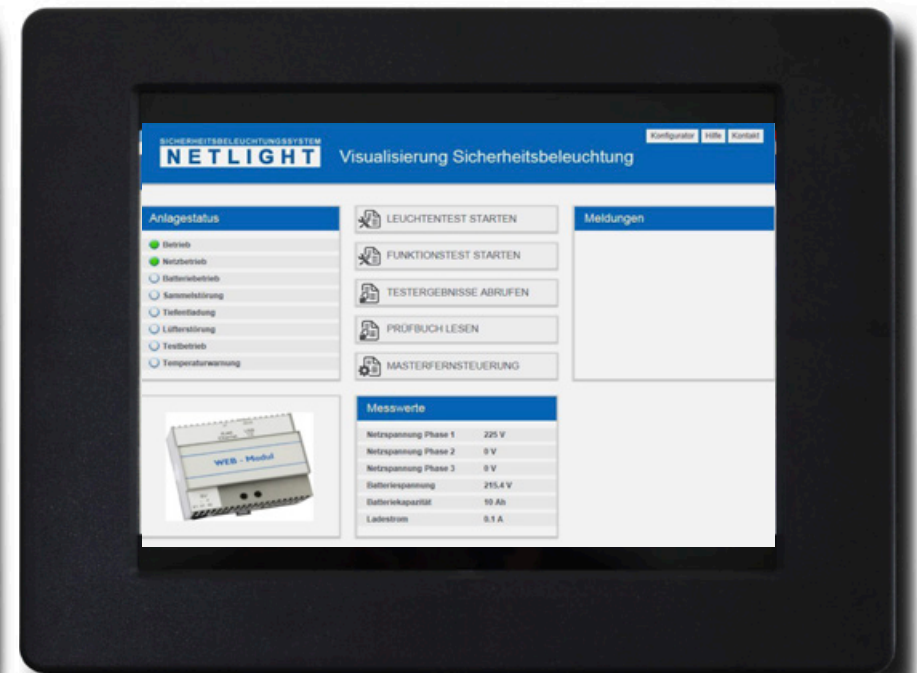 SICHERHEITSBELEUCHTUNGSSYSTEM
NETLIGHT
Visualisierung Sicherheitsbeleuchtung
Konfigurator
Hilfe
Kontakt
Anlagestatus
Betrieb
Netzbetrieb
Batteriebetrieb
Sammelstörung
Tiefentladung
Lüfterstörung
Testbetrieb
Temperaturwarnung
LEUCHTENTEST STARTEN
FUNKTIONSTEST STARTEN
TESTERGEBNISSE ABRUFEN
PRÜFBUCH LESEN
MASTERFERNSTEUERUNG
Meldungen
WEB - Modul
Messwerte
Netzspannung Phase 1 225 V
Netzspannung Phase 2 0 V
Netzspannung Phase 3 0 V
Batteriespannung 215.4 V
Batteriekapazität 10 Ah
Ladestrom 0.1 A